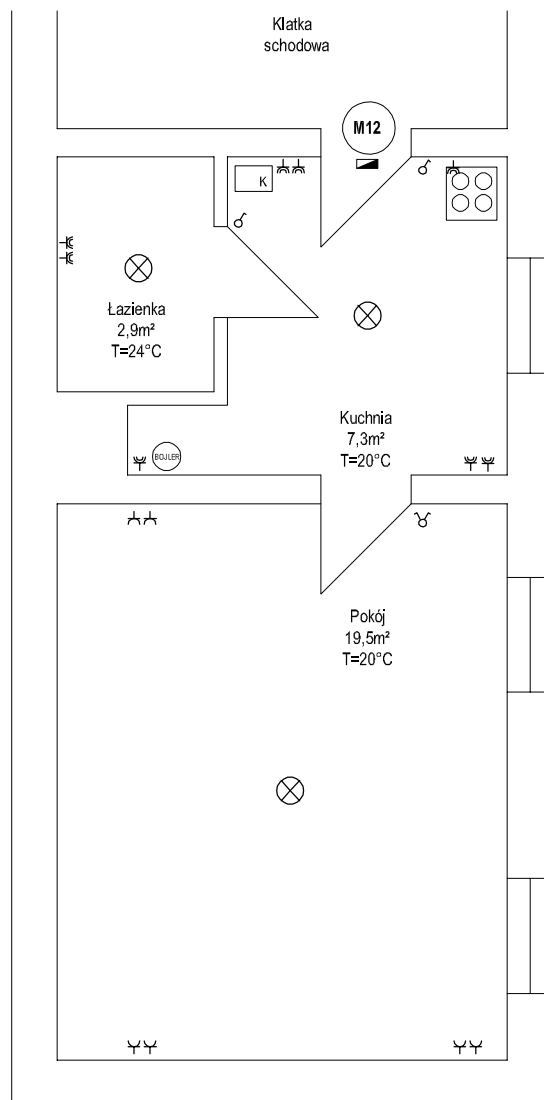 Klatka
schodowa
M12
K
Łazienka
2,9m²
T=24°C
Kuchnia
7,3m²
T=20°C
BOJLER
Pokój
19,5m²
T=20°C